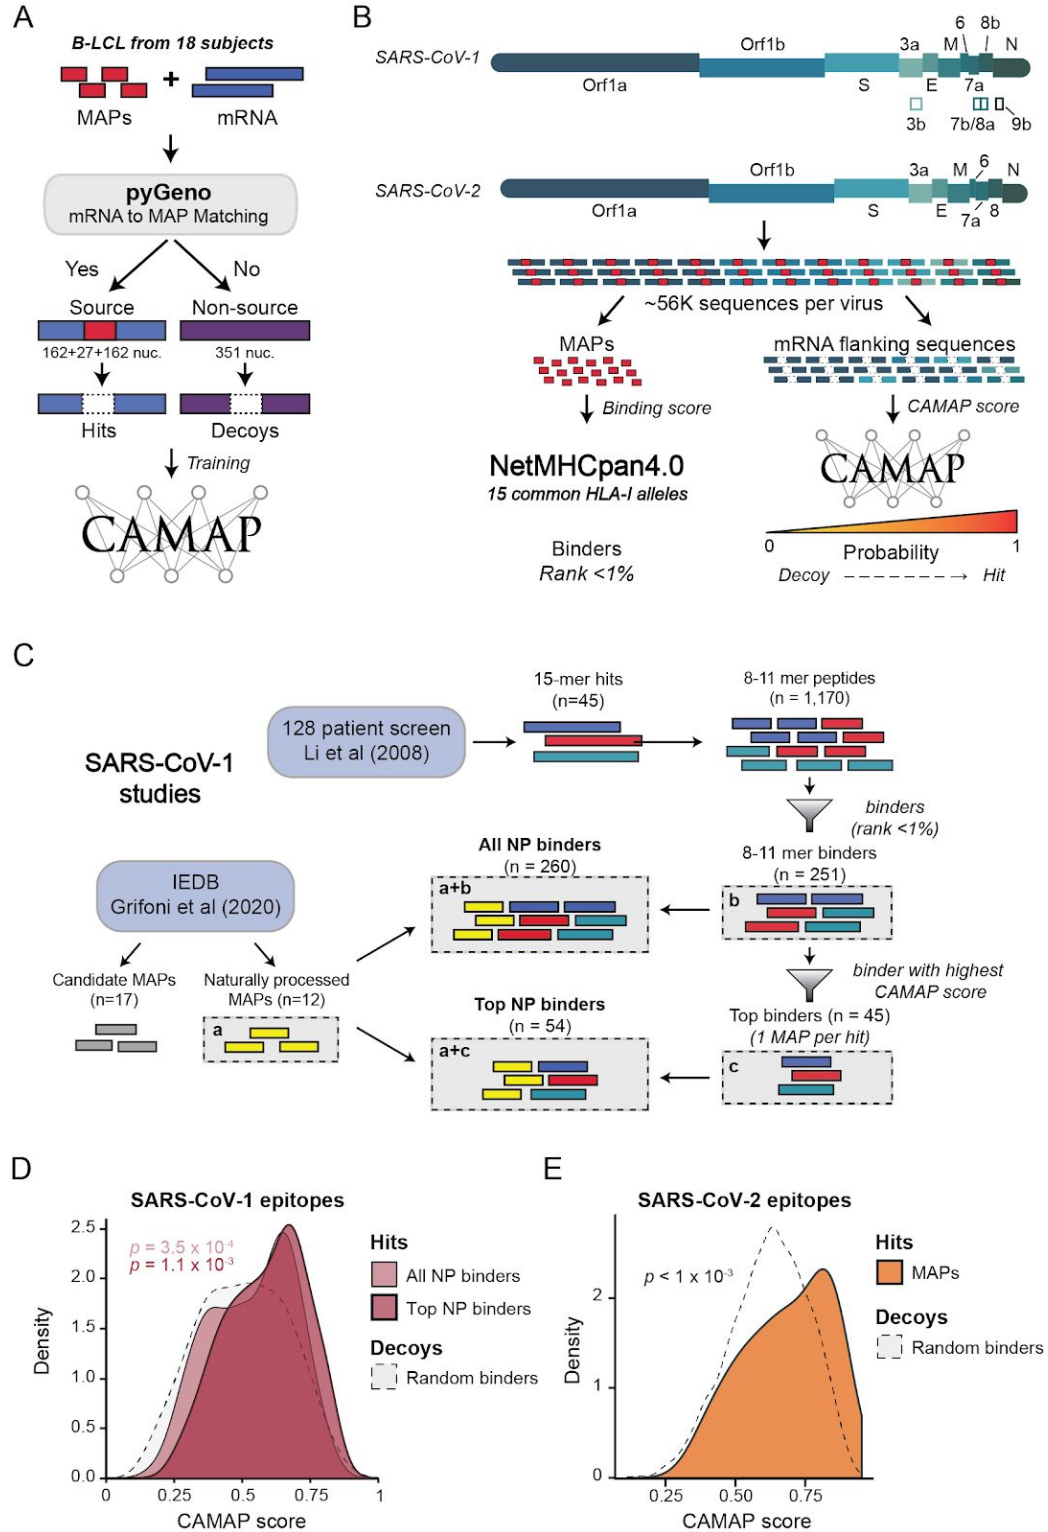 A
B-LCL from 18 subjects
+
MAPs
mRNA
pyGeno
mRNA to MAP Matching
Yes
No
Source
Non-source
162+27+162 nuc.
351 nuc.
Hits
Decoys
Training
CAMAP
B
SARS-CoV-1
Orf1a
Orf1b
S
3a
E
M
6
7a
8b
N
3b
7b/8a
9b
SARS-CoV-2
Orf1a
Orf1b
S
3a
E
M
6
7a
8
N
~56K sequences per virus
MAPs
mRNA flanking sequences
Binding score
CAMAP score
NetMHCpan4.0
15 common HLA-I alleles
CAMAP
Binders
Rank <1%
0
Probability
1
Decoy
Hit
C
SARS-CoV-1
studies
128 patient screen
Li et al (2008)
15-mer hits
(n=45)
8-11 mer peptides
(n = 1,170)
binders
(rank <1%)
IEDB
Grifoni et al (2020)
All NP binders
(n = 260)
a+b
8-11 mer binders
(n = 251)
b
Candidate MAPs
(n=17)
Naturally processed
MAPs (n=12)
a
binder with highest
CAMAP score
Top NP binders
(n = 54)
a+c
Top binders (n = 45)
(1 MAP per hit)
c
D
SARS-CoV-1 epitopes
p = 3.5 x 10-4
p = 1.1 x 10-3
Density
2.5
2.0
1.5
1.0
0.5
0.0
0
0.25
0.5
0.75
1
CAMAP score
Hits
All NP binders
Top NP binders
Decoys
Random binders
E
SARS-CoV-2 epitopes
p < 1 x 10-3
Density
2
1
0
0.25
0.50
0.75
CAMAP score
Hits
MAPs
Decoys
Random binders